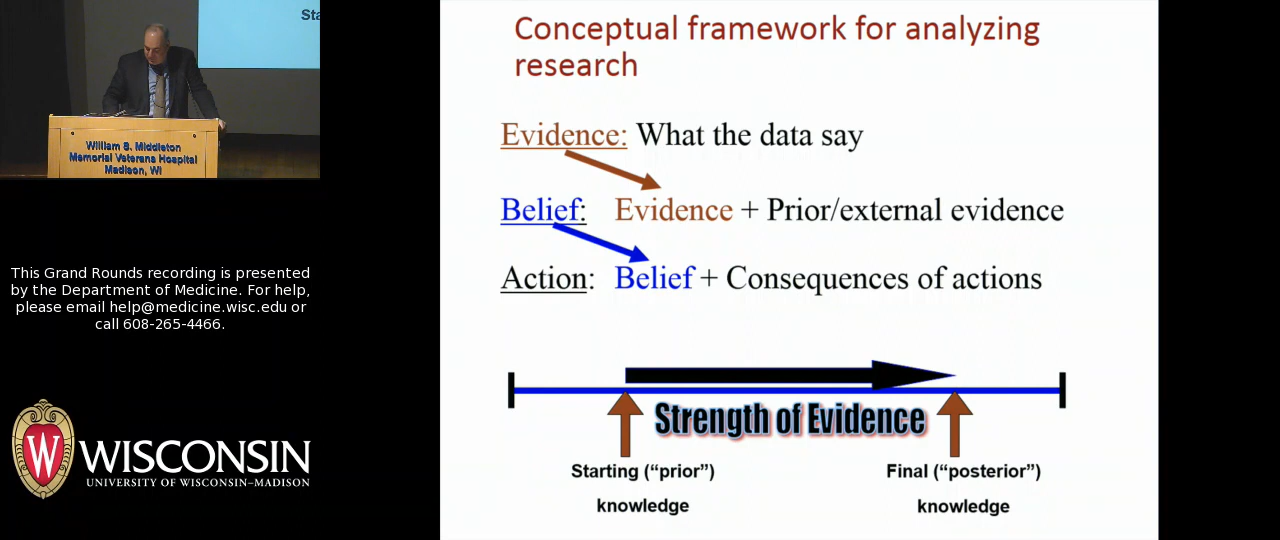 Sta
William S. Middleton
Memorial Veterans Hospital
Madison, WI
This Grand Rounds recording is presented
by the Department of Medicine. For help,
please email help@medicine.wisc.edu or
call 608-265-4466.
W
WISCONSIN
UNIVERSITY OF WISCONSIN–MADISON
Conceptual framework for analyzing
research
Evidence: What the data say
Belief: Evidence + Prior/external evidence
Action: Belief + Consequences of actions
Strength of Evidence
Starting (“prior”)
knowledge
Final (“posterior”)
knowledge